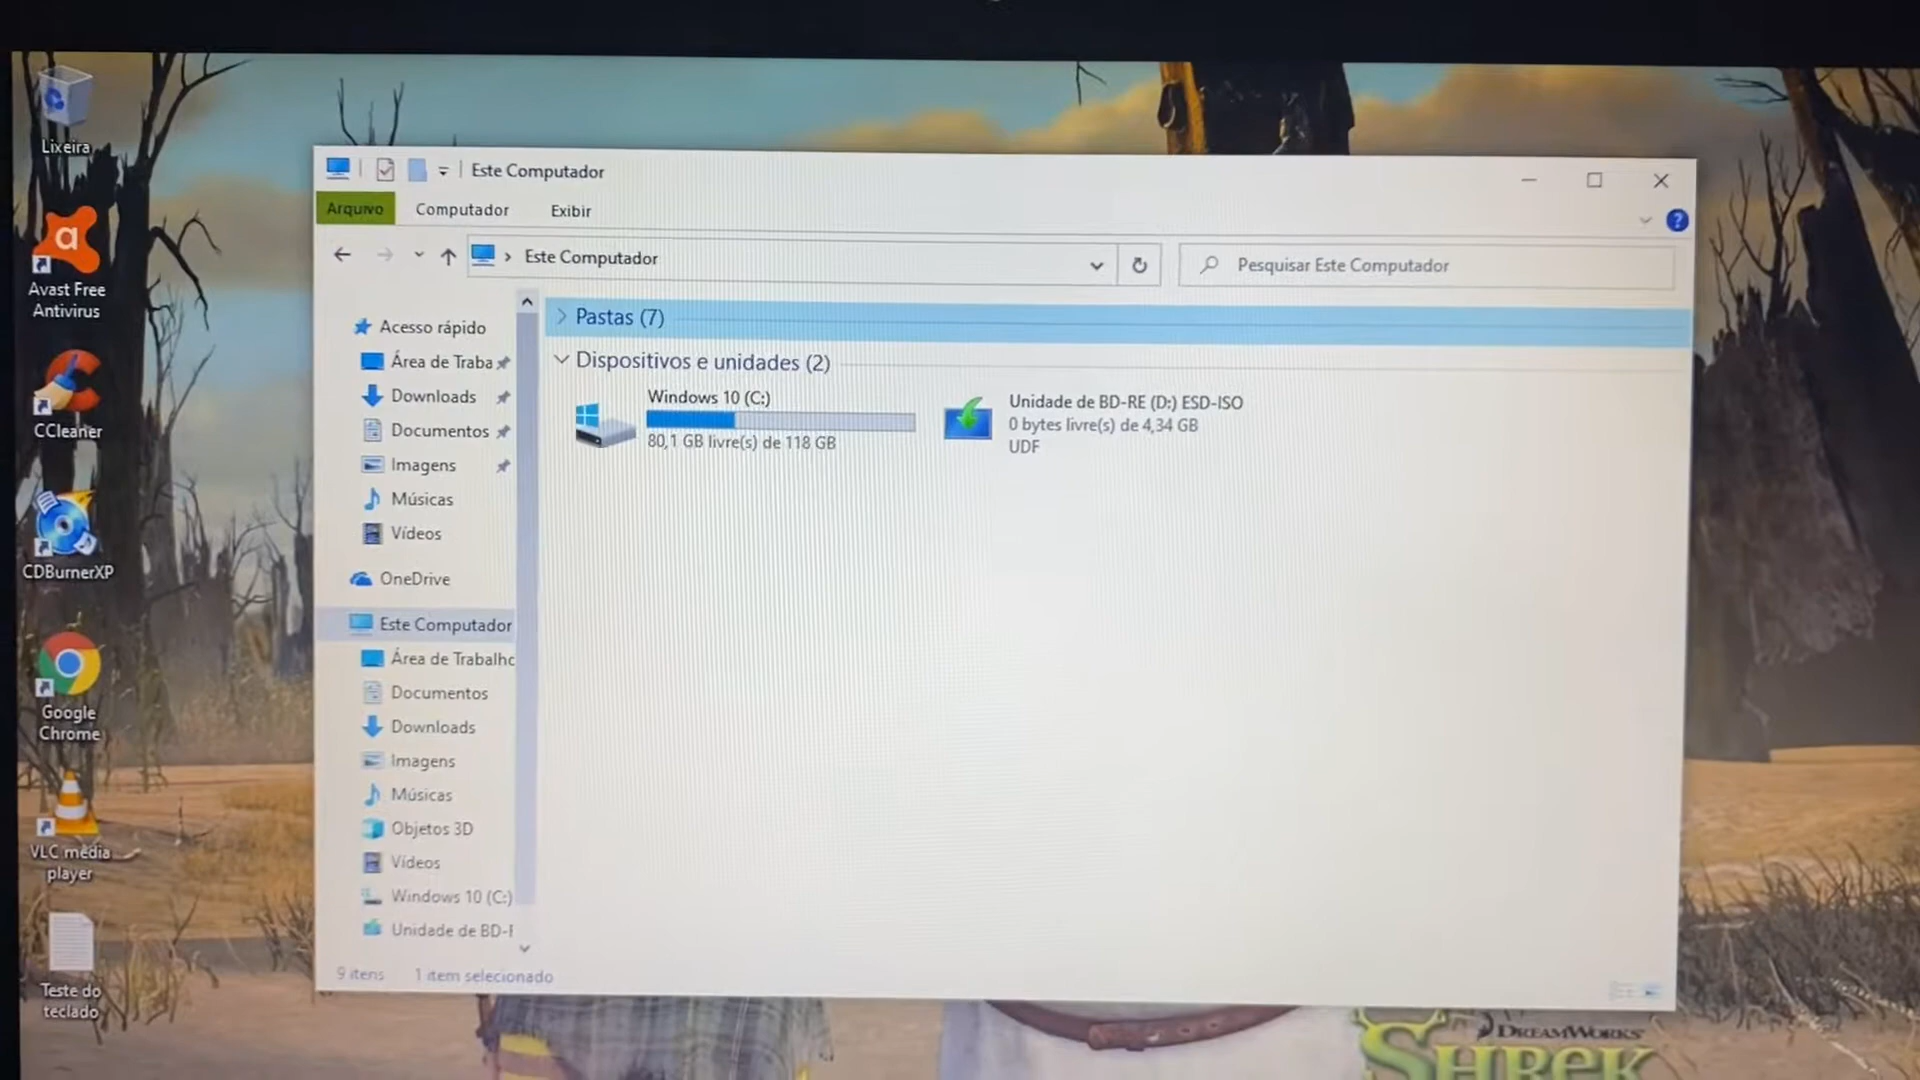 Lixeira
Avast Free
Antivirus
CCleaner
CDBurnerXP
Google
Chrome
VLC media
player
Teste do
teclado
Este Computador
Arquivo
Computador
Exibir
?
Este Computador
Pesquisar Este Computador
Acesso rápido
Área de Traba
Downloads
Documentos
Imagens
Músicas
Vídeos
OneDrive
Este Computador
Área de Trabalho
Documentos
Downloads
Imagens
Músicas
Objetos 3D
Vídeos
Windows 10 (C:)
Unidade de BD-
Pastas (7)
Dispositivos e unidades (2)
Windows 10 (C:)
80,1 GB livre(s) de 118 GB
Unidade de BD-RE (D:) ESD-ISO
0 bytes livre(s) de 4,34 GB
UDF
9 itens
1 item selecionado
DREAMWORKS
SHREK